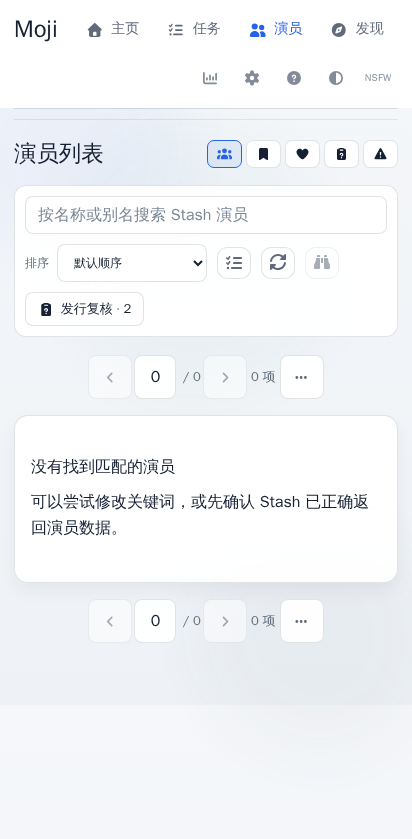 Moji 主页 任务 演员 发现
NSFW
演员列表
按名称或别名搜索 Stash 演员
排序 默认顺序
发行复核 · 2
0 / 0 0 项
没有找到匹配的演员
可以尝试修改关键词，或先确认 Stash 已正确返
回演员数据。
0 / 0 0 项